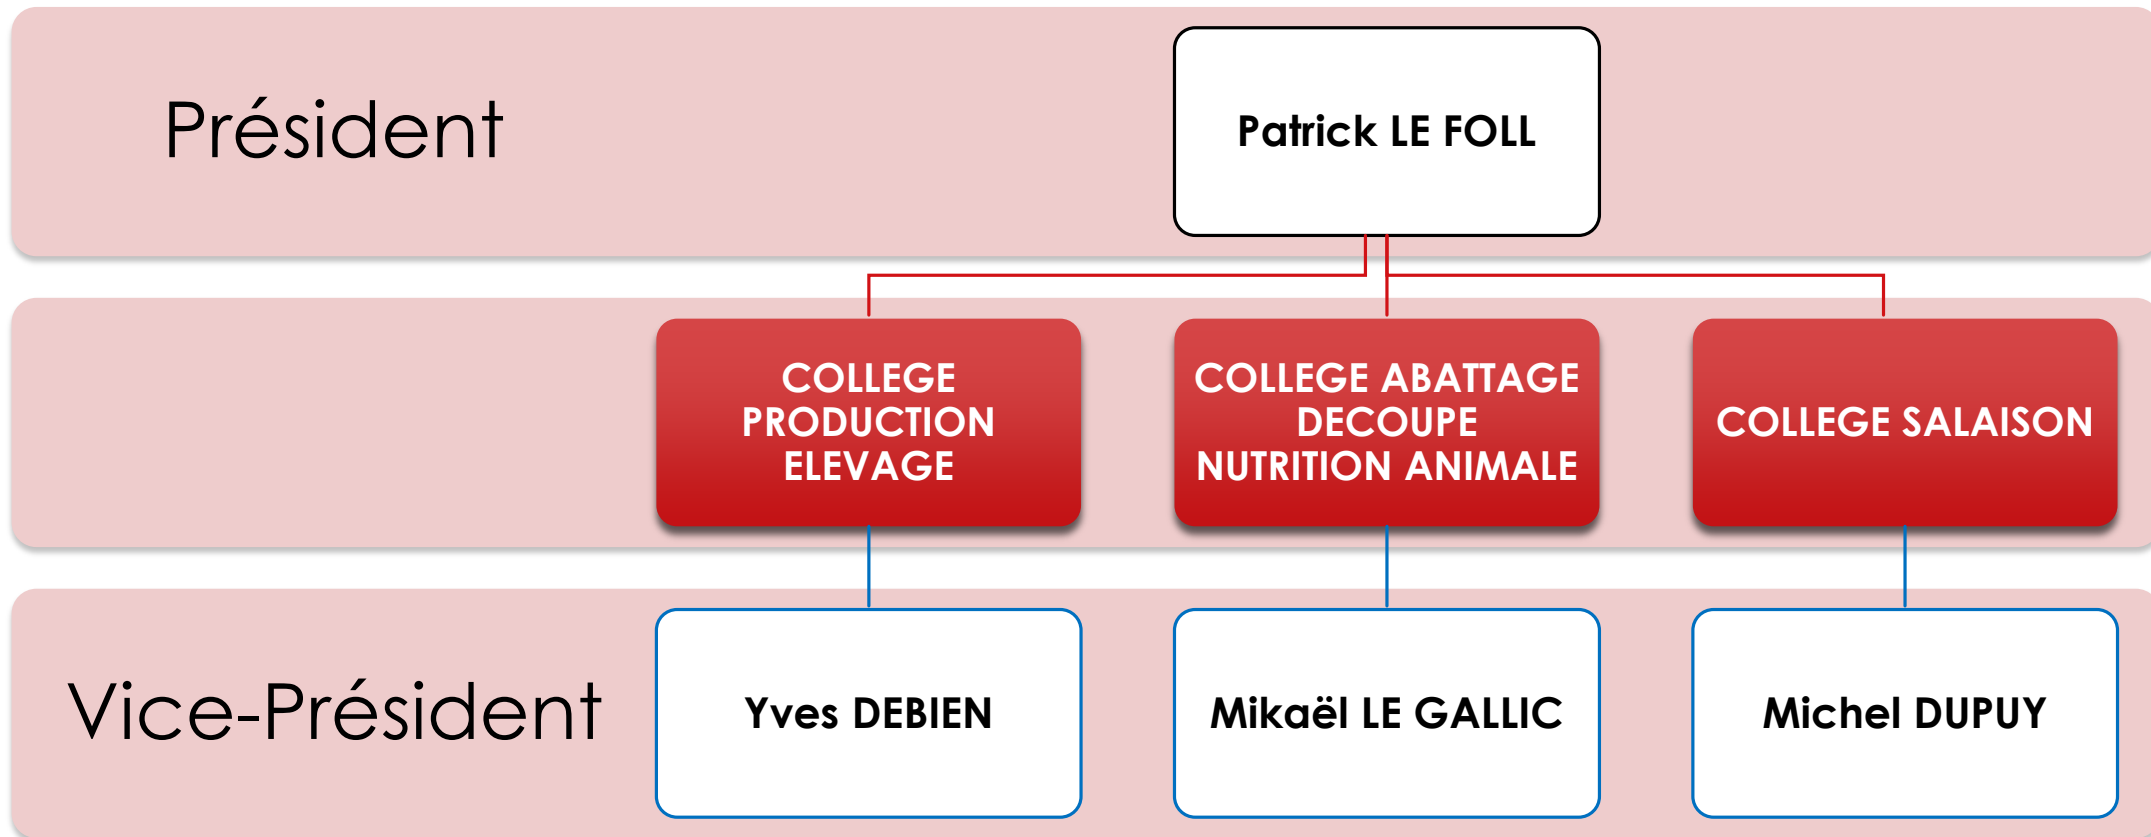 Président
Patrick LE FOLL
COLLEGE
PRODUCTION
ELEVAGE
COLLEGE ABATTAGE
DECOUPE
NUTRITION ANIMALE
COLLEGE SALAISON
Vice-Président
Yves DEBIEN
Mikaël LE GALLIC
Michel DUPUY